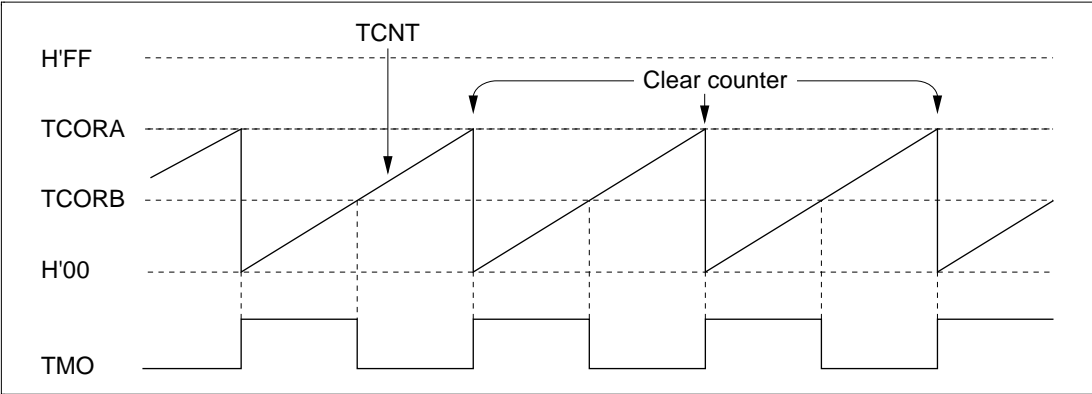 TCNT
H'FF
Clear counter
TCORA
TCORB
H'00
TMO